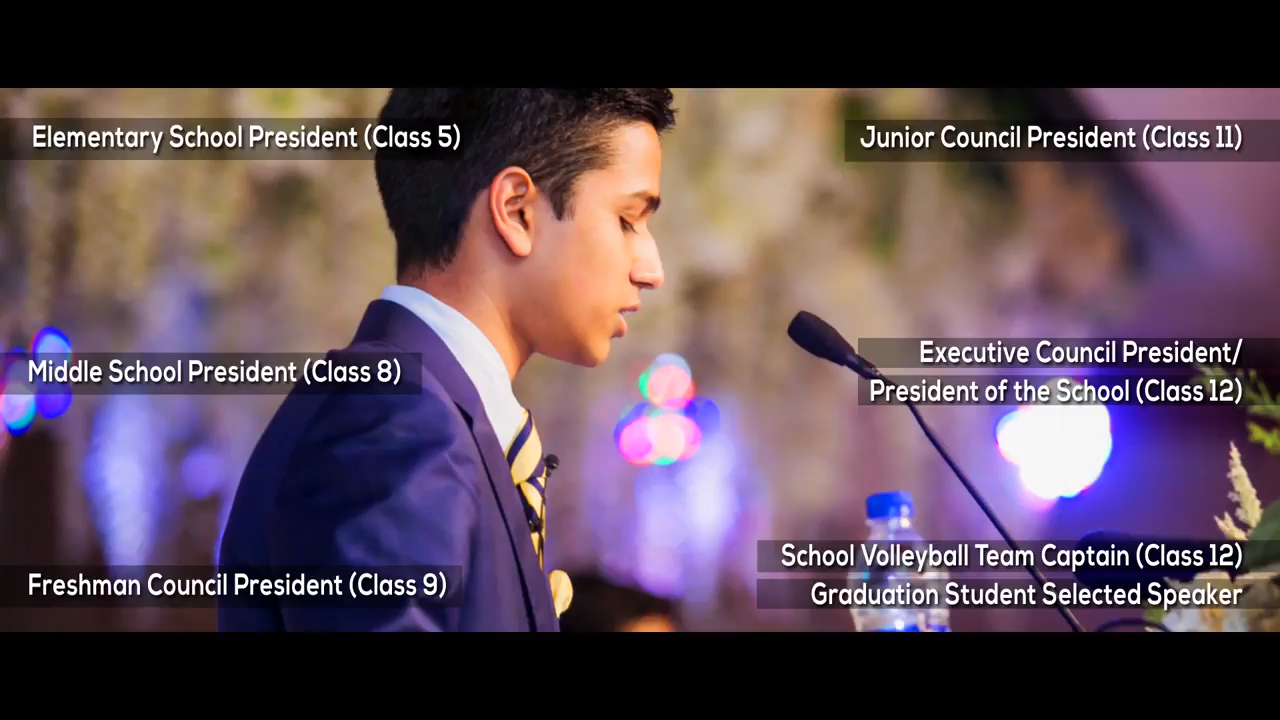 Elementary School President (Class 5)
Middle School President (Class 8)
Freshman Council President (Class 9)
Junior Council President (Class 11)
Executive Council President/
President of the School (Class 12)
School Volleyball Team Captain (Class 12)
Graduation Student Selected Speaker